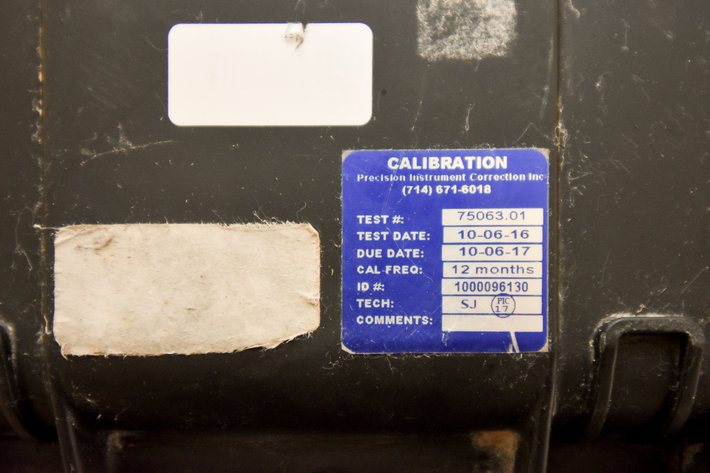 CALIBRATION
Precision Instrument Correction Inc
(714) 671-6018
TEST #: 75063.01
TEST DATE: 10-06-16
DUE DATE: 10-06-17
CAL FREQ: 12 months
ID #: 1000096130
TECH: SJ PIC 17
COMMENTS: